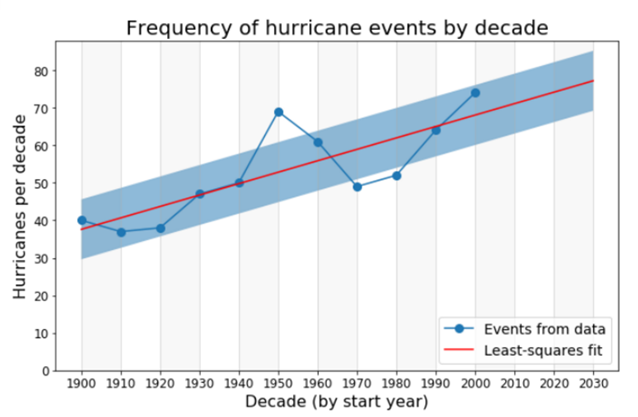 Frequency of hurricane events by decade
Hurricanes per decade
80
70
60
50
40
30
20
10
0
Events from data
Least-squares fit
1900 1910 1920 1930 1940 1950 1960 1970 1980 1990 2000 2010 2020 2030
Decade (by start year)